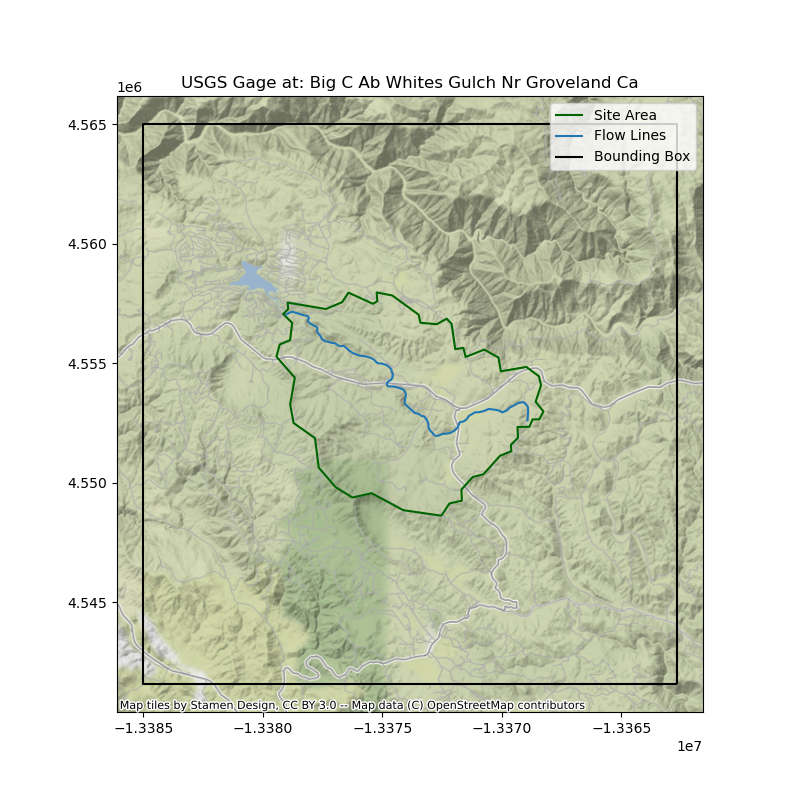 USGS Gage at: Big C Ab Whites Gulch Nr Groveland Ca
1e6
Site Area
Flow Lines
Bounding Box
4.565
4.560
4.555
4.550
4.545
Map tiles by Stamen Design, CC BY 3.0 -- Map data (C) OpenStreetMap contributors
−1.3385 −1.3380 −1.3375 −1.3370 −1.3365
1e7